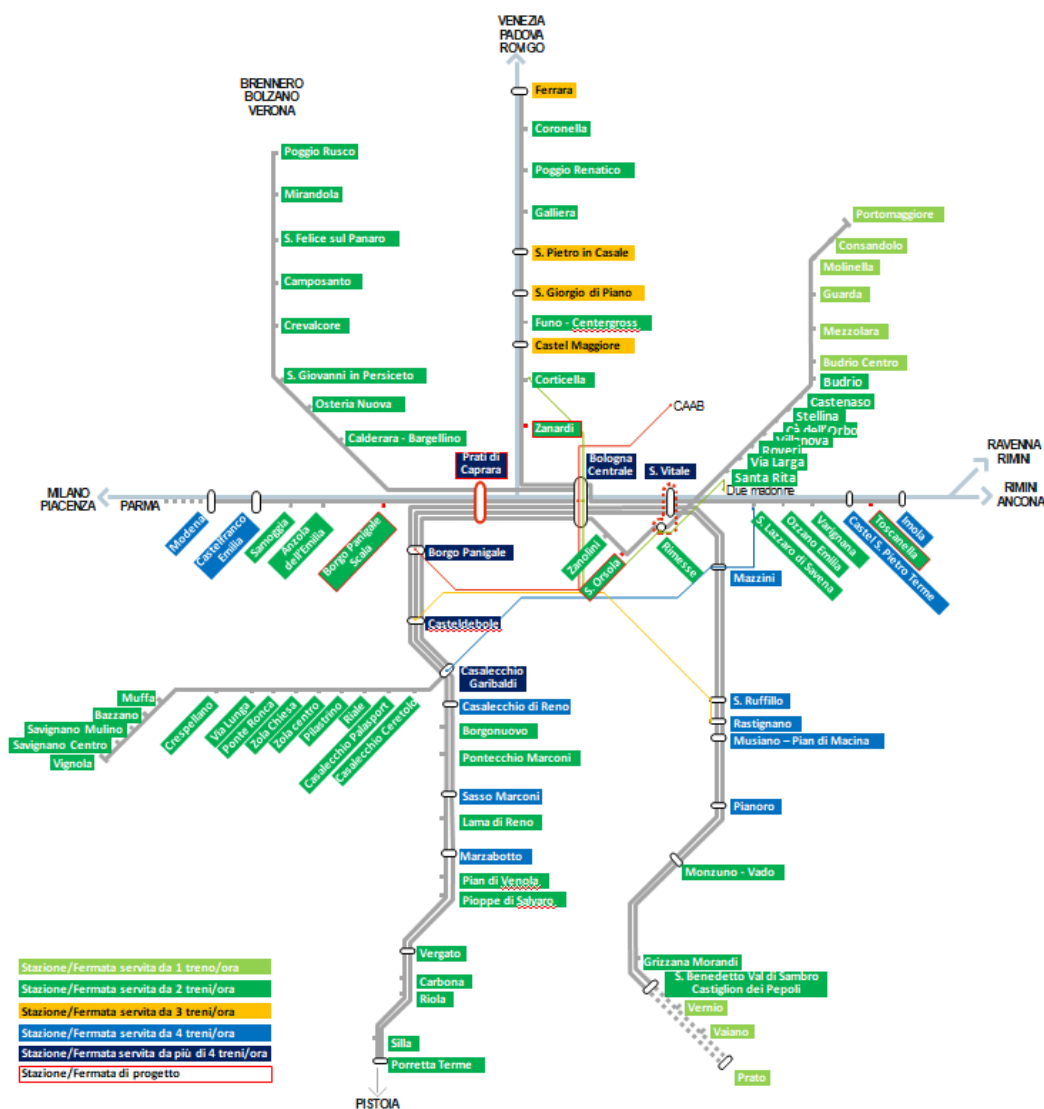 VENEZIA
PADOVA
ROVIGO
BRENNERO
BOLZANO
VERONA
Ferrara
Coronella
Poggio Renatico
Galliera
S. Pietro in Casale
S. Giorgio di Piano
Funo - Centergross
Castel Maggiore
Corticella
Zanardi
Poggio Rusco
Mirandola
S. Felice sul Panaro
Camposanto
Crevalcore
S. Giovanni in Persiceto
Osteria Nuova
Calderara - Bargellino
Portomaggiore
Consandolo
Molinella
Guarda
Mezzolara
Budrio Centro
Budrio
Castenaso
Stellina
Cà dell'Orbo
Villanova
Roveri
Via Larga
Santa Rita
Due madonne
CAAB
Prati di
Caprara
Bologna
Centrale
S. Vitale
RAVENNA
RIMINI
RIMINI
ANCONA
MILANO
PIACENZA
PARMA
Modena
Castelfranco
Emilia
Samoggia
Anzola
dell'Emilia
Borgo Panigale
Scala
Borgo Panigale
Casteldebole
Casalecchio
Garibaldi
Zanolini
S. Orsola
Rimesse
Mazzini
S. Lazzaro di Savena
Ozzano Emilia
Varignana
Castel S. Pietro Terme
Toscanella
Imola
Muffa
Bazzano
Savignano Mulino
Savignano Centro
Vignola
Crespellano
Via Lunga
Ponte Ronca
Zola Chiesa
Zola centro
Pilastrino
Riale
Casalecchio Palasport
Casalecchio Ceretolo
Casalecchio di Reno
Borgonuovo
Pontecchio Marconi
Sasso Marconi
Lama di Reno
Marzabotto
Pian di Venola
Pioppe di Salvaro
Vergato
Carbona
Riola
Silla
Porretta Terme
PISTOIA
S. Ruffillo
Rastignano
Musiano – Pian di Macina
Pianoro
Monzuno - Vado
Grizzana Morandi
S. Benedetto Val di Sambro
Castiglion dei Pepoli
Vernio
Vaiano
Prato
Stazione/Fermata servita da 1 treno/ora
Stazione/Fermata servita da 2 treni/ora
Stazione/Fermata servita da 3 treni/ora
Stazione/Fermata servita da 4 treni/ora
Stazione/Fermata servita da più di 4 treni/ora
Stazione/Fermata di progetto